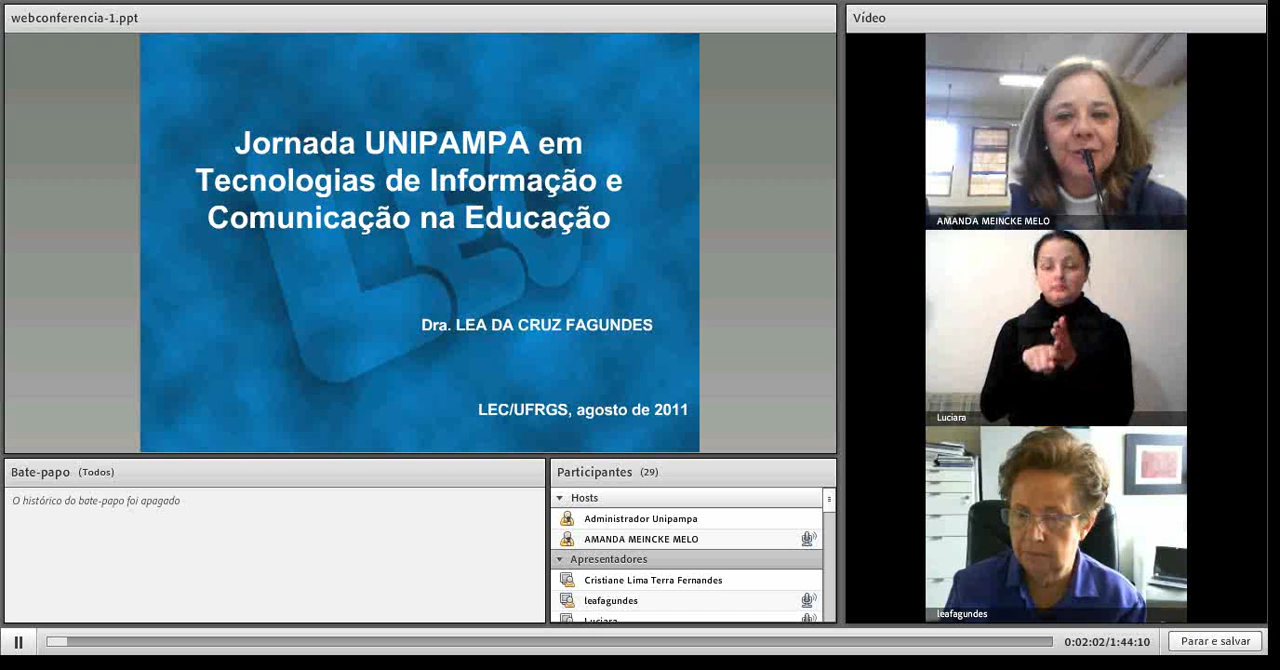 webconferencia-1.ppt
Jornada UNIPAMPA em
Tecnologias de Informação e
Comunicação na Educação
Dra. LEA DA CRUZ FAGUNDES
LEC/UFRGS, agosto de 2011
LEC
Bate-papo (Todos)
O histórico do bate-papo foi apagado
Participantes (29)
Hosts
Administrador Unipampa
AMANDA MEINCKE MELO
Apresentadores
Cristiane Lima Terra Fernandes
leafagundes
Luciara
Vídeo
AMANDA MEINCKE MELO
Luciara
leafagundes
0:02:02/1:44:10
Parar e salvar